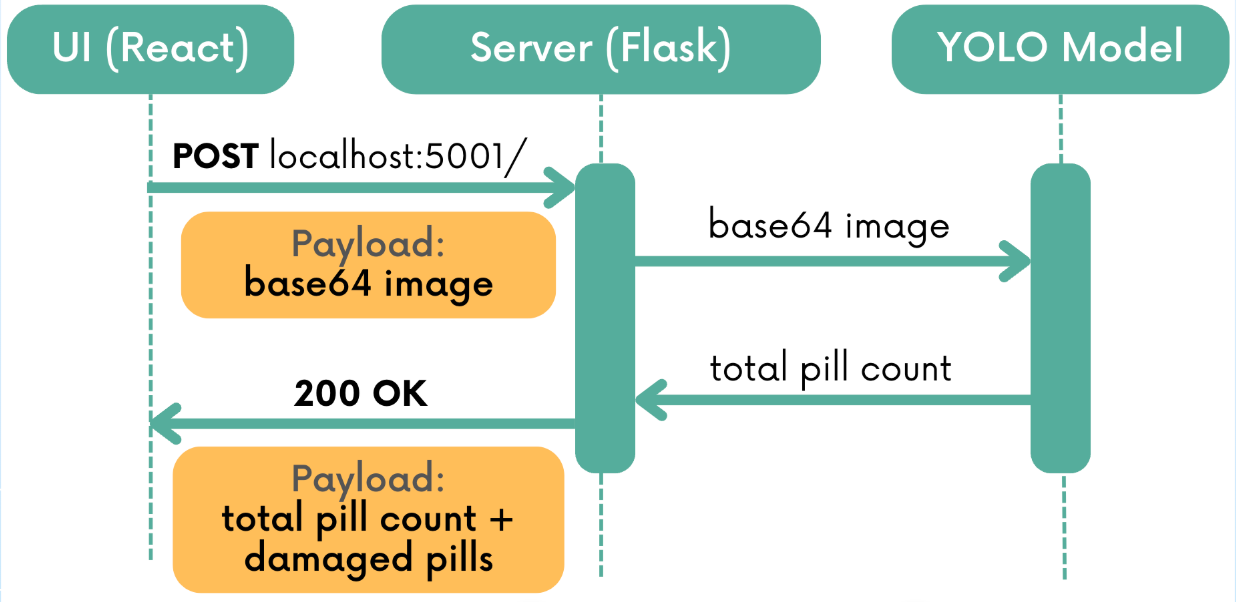 UI (React)
Server (Flask)
YOLO Model
POST localhost:5001/
Payload:
base64 image
base64 image
total pill count
200 OK
Payload:
total pill count +
damaged pills